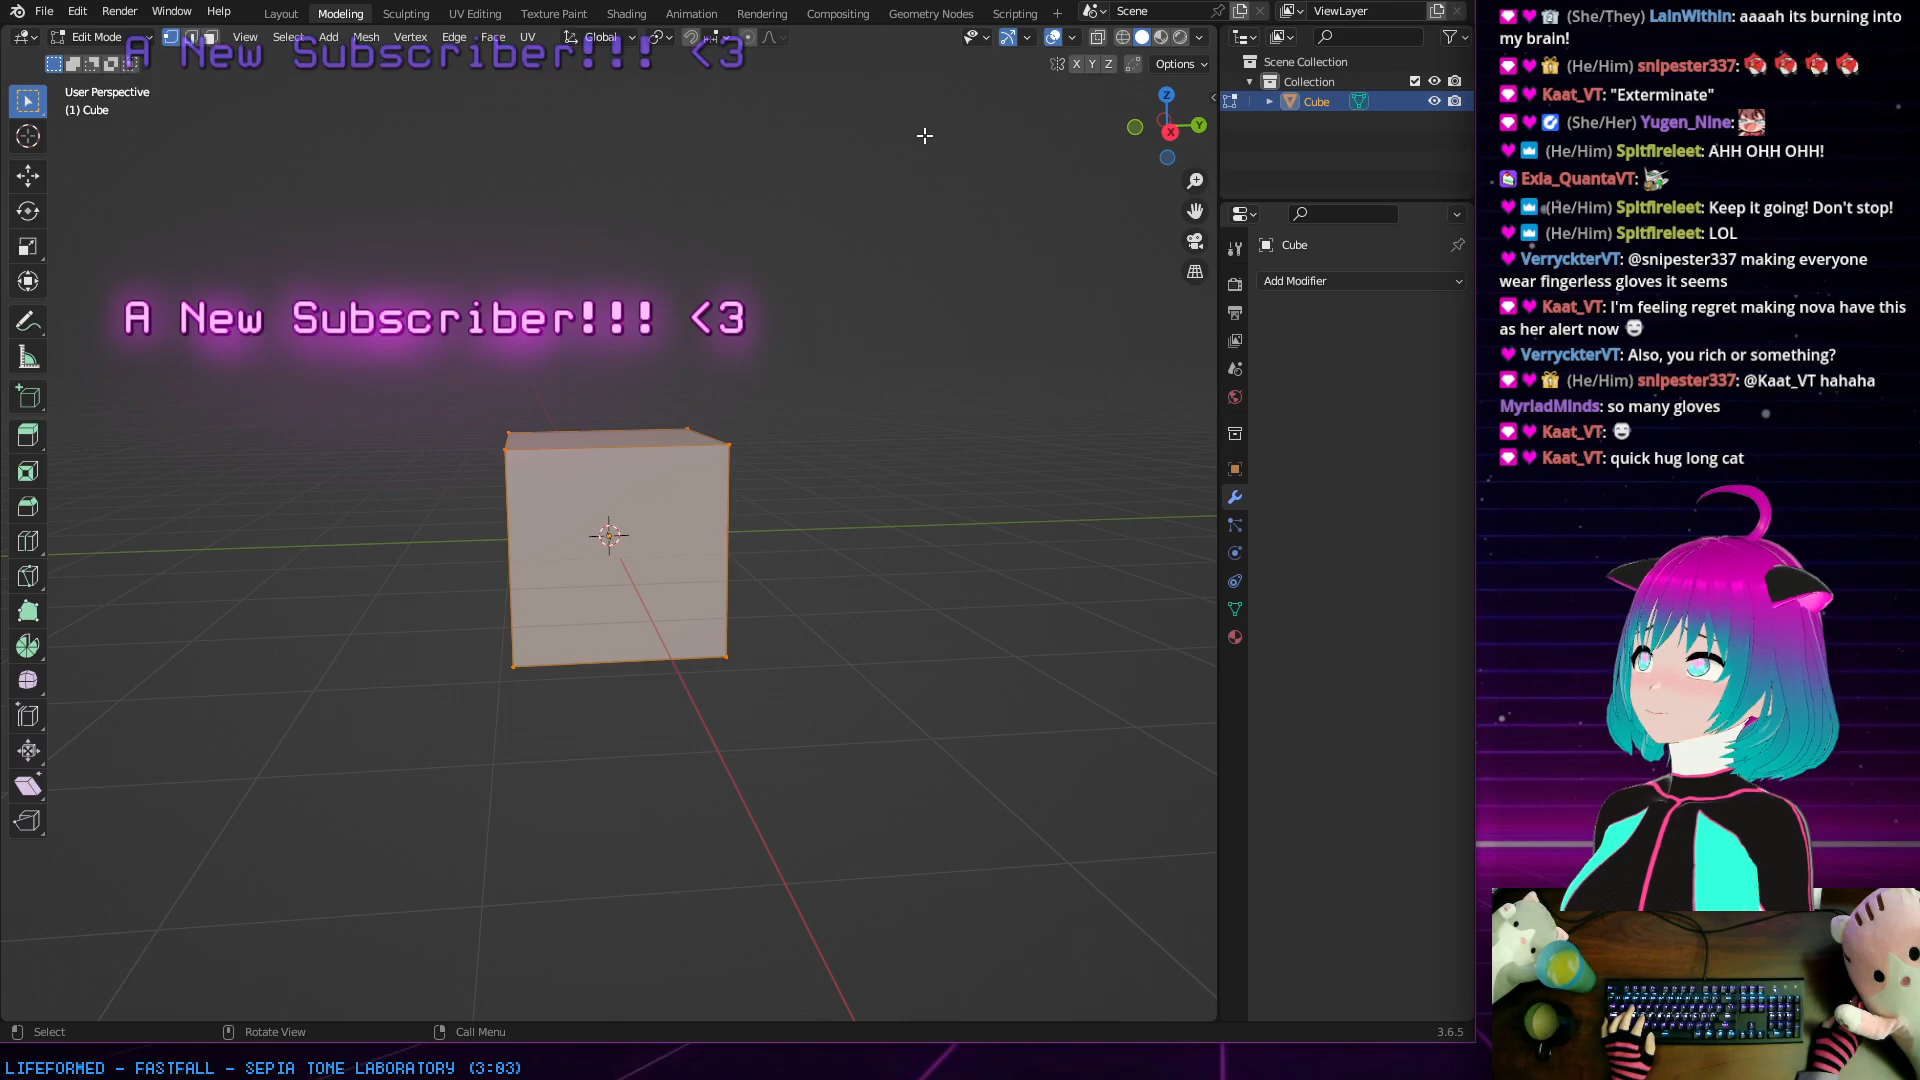 File Edit Render Window Help
Layout Modeling Sculpting UV Editing Texture Paint Shading Animation Rendering Compositing Geometry Nodes Scripting +
Scene
ViewLayer
Edit Mode View Select Add Mesh Vertex Edge Face UV Global
A New Subscriber!!! <3
X Y Z Options
User Perspective
(1) Cube
Z
Y
X
Scene Collection
Collection
Cube
Cube
Add Modifier
A New Subscriber!!! <3
Select Rotate View Call Menu 3.6.5
LIFEFORMED - FASTFALL - SEPIA TONE LABORATORY (3:03)
(She/They) LainWithin: aaaah its burning into
my brain!
(He/Him) snipester337:
Kaat_VT: "Exterminate"
(She/Her) Yugen_Nine:
(He/Him) Spitfireleet: AHH OHH OHH!
Exia_QuantaVT:
(He/Him) Spitfireleet: Keep it going! Don't stop!
(He/Him) Spitfireleet: LOL
VerryckterVT: @snipester337 making everyone
wear fingerless gloves it seems
Kaat_VT: I'm feeling regret making nova have this
as her alert now
VerryckterVT: Also, you rich or something?
(He/Him) snipester337: @Kaat_VT hahaha
MyriadMinds: so many gloves
Kaat_VT:
Kaat_VT: quick hug long cat